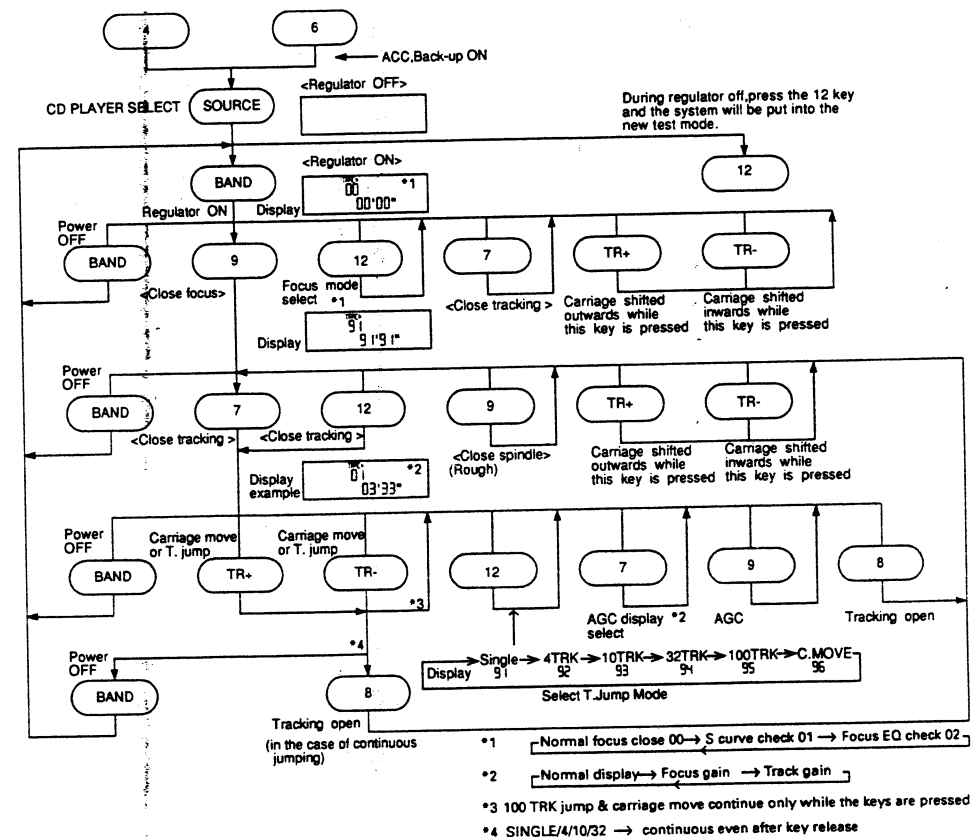 4
6
ACC,Back-up ON
CD PLAYER SELECT
SOURCE
<Regulator OFF>
During regulator off,press the 12 key
and the system will be put into the
new test mode.
12
BAND
<Regulator ON>
00 *1
00'00"
Regulator ON
Display
Power
OFF
BAND
9
12
7
TR+
TR-
<Close focus>
Focus mode
select *1
<Close tracking >
Carriage shifted
outwards while
this key is pressed
Carriage shifted
inwards while
this key is pressed
Display
91
91'91"
Power
OFF
BAND
7
12
9
TR+
TR-
<Close tracking >
<Close tracking >
<Close spindle>
(Rough)
Carriage shifted
outwards while
this key is pressed
Carriage shifted
inwards while
this key is pressed
Display
example
01 *2
03'33"
Power
OFF
Carriage move
or T. jump
Carriage move
or T. jump
BAND
TR+
TR-
12
7
9
8
*3
AGC display *2
select
AGC
Tracking open
*4
Power
OFF
BAND
8
Display
Single → 4TRK → 10TRK → 32TRK → 100TRK → C.MOVE
91 92 93 94 95 96
Select T.Jump Mode
Tracking open
(in the case of continuous
jumping)
*1 Normal focus close 00 → S curve check 01 → Focus EQ check 02
*2 Normal display → Focus gain → Track gain
*3 100 TRK jump & carriage move continue only while the keys are pressed
*4 SINGLE/4/10/32 → continuous even after key release